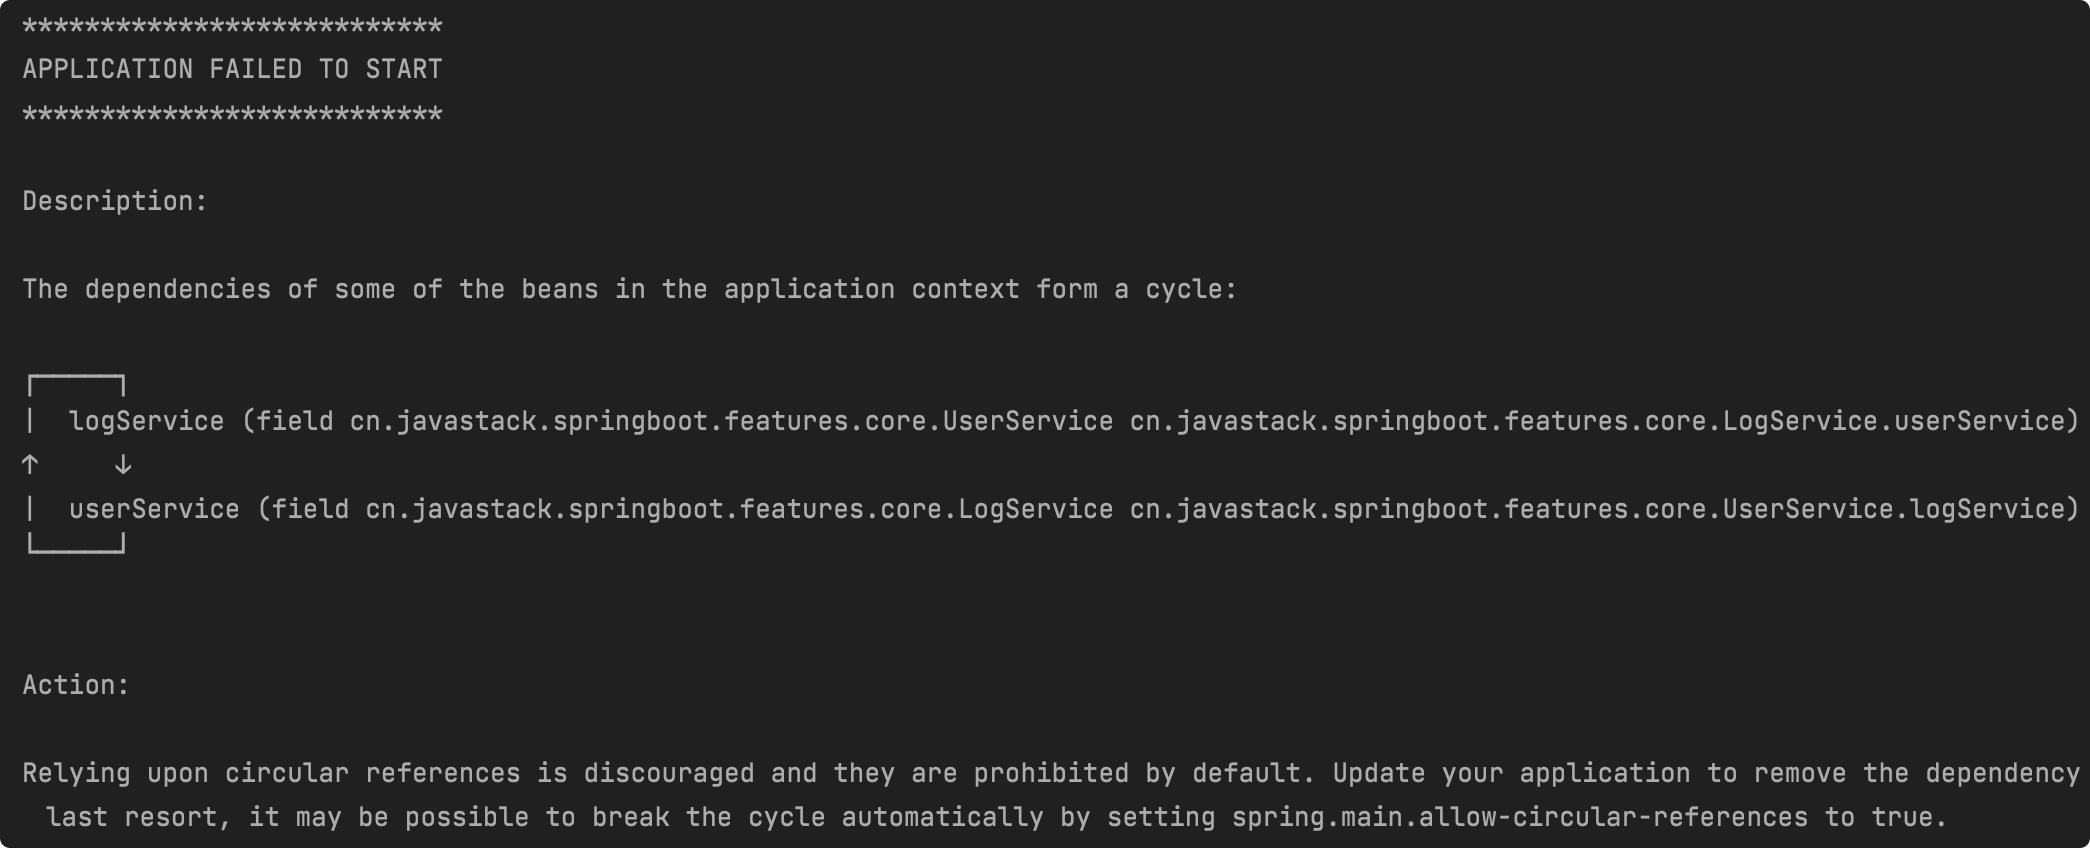 ***************************
APPLICATION FAILED TO START
***************************
Description:
The dependencies of some of the beans in the application context form a cycle:
┌─────┐
|  logService (field cn.javastack.springboot.features.core.UserService cn.javastack.springboot.features.core.LogService.userService)
↑     ↓
|  userService (field cn.javastack.springboot.features.core.LogService cn.javastack.springboot.features.core.UserService.logService)
└─────┘
Action:
Relying upon circular references is discouraged and they are prohibited by default. Update your application to remove the dependency
last resort, it may be possible to break the cycle automatically by setting spring.main.allow-circular-references to true.